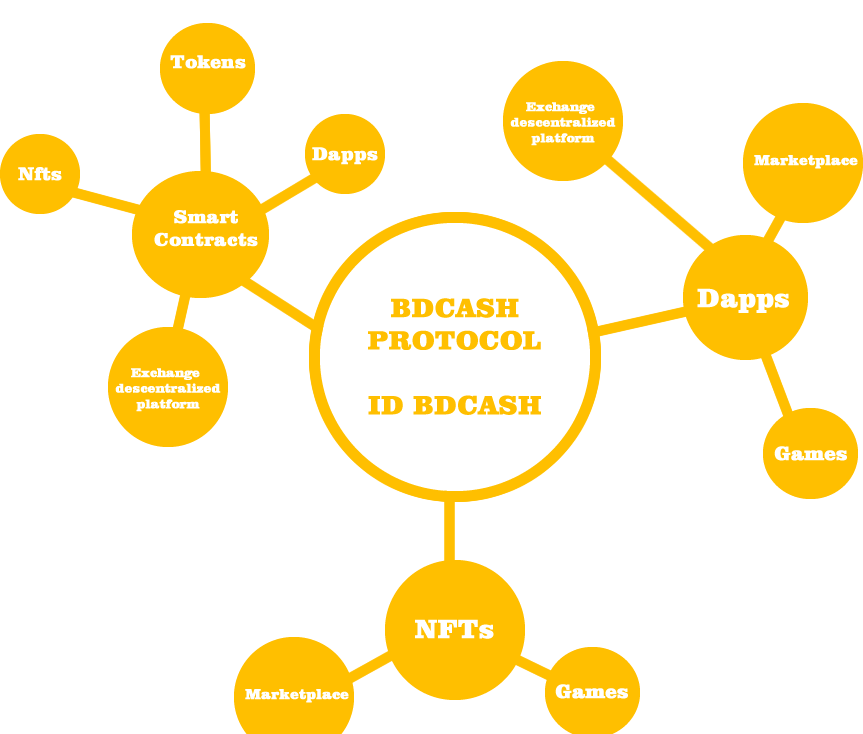 Tokens
Nfts
Dapps
Smart
Contracts
Exchange
descentralized
platform
BDCASH
PROTOCOL
ID BDCASH
Exchange
descentralized
platform
Marketplace
Dapps
Games
NFTs
Marketplace
Games